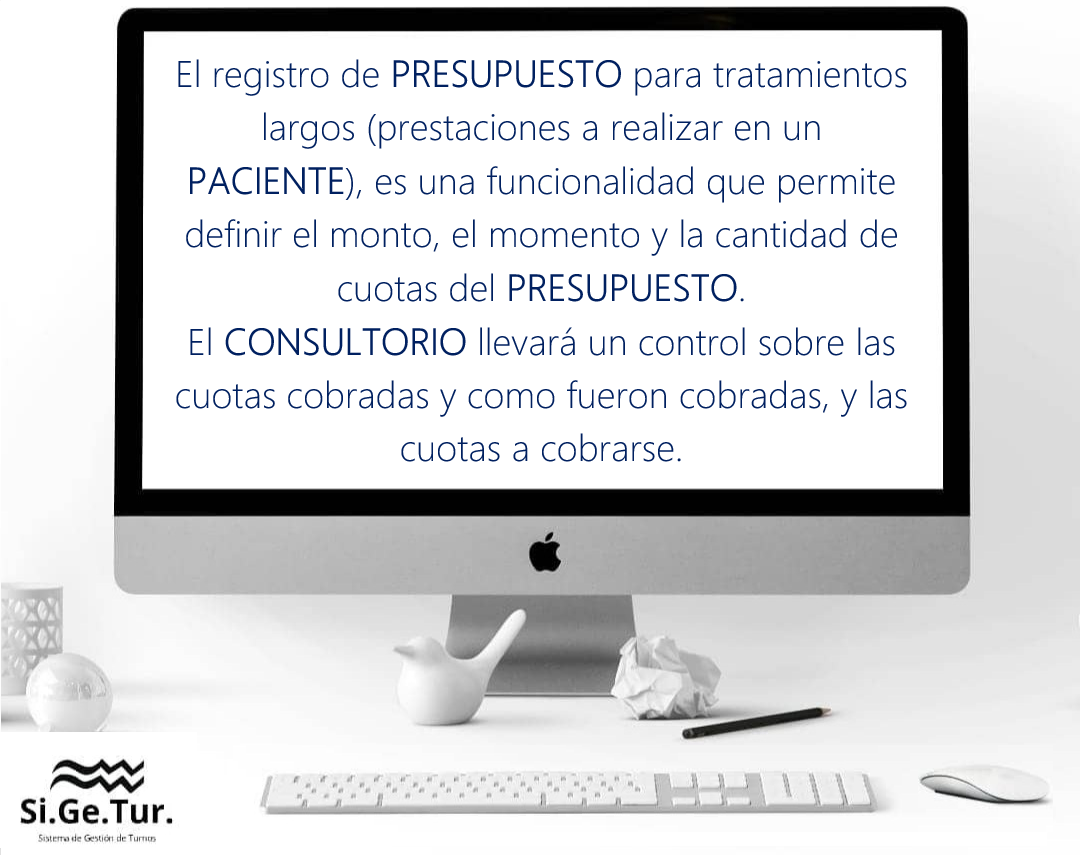 El registro de PRESUPUESTO para tratamientos
largos (prestaciones a realizar en un
PACIENTE), es una funcionalidad que permite
definir el monto, el momento y la cantidad de
cuotas del PRESUPUESTO.
El CONSULTORIO llevará un control sobre las
cuotas cobradas y como fueron cobradas, y las
cuotas a cobrarse.
Si.Ge.Tur.
Sistema de Gestión de Turnos